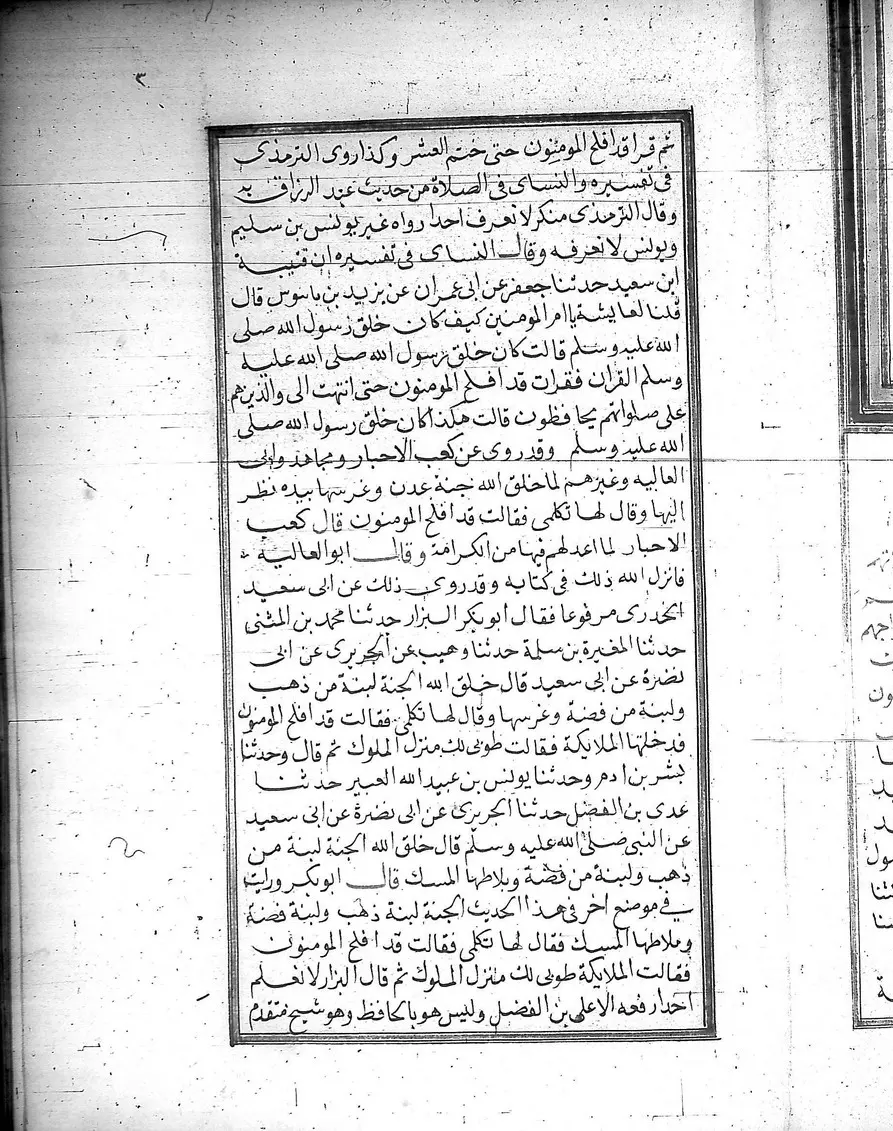 ٣
ثم قرا قد افلح المومنون حتى ختم العشر وكذا روى الترمذى
فى تفسيره والنساى فى الصلاة من حديث عبد الرزاق به
وقال الترمذى منكر لا نعرف احدا رواه غير يونس بن سليم
ويونس لا نعرفه وقال النساى فى تفسيره ان قتيبة
ابن سعيد حدثنا جعفر عن ابى عمران عن يزيد بن بابنوس قال
قلنا لعايشة يا ام المومنين كيف كان خلق رسول الله صلى
الله عليه وسلم قالت كان خلق رسول الله صلى الله عليه
وسلم القران فقرات قد افلح المومنون حتى انتهت الى والذين هم
على صلواتهم يحافظون قالت هكذا كان خلق رسول الله صلى
الله عليه وسلم وقد روى عن كعب الاحبار ومجاهد وابى
العاليه وغيرهم لما خلق الله جنة عدن وغرسها بيده نظر
اليها وقال لها تكلمى فقالت قد افلح المومنون قال كعب
الاحبار لما اعد لهم فيها من الكرامة وقال ابو العالية
فانزل الله ذلك فى كتابه وقد روى ذلك عن ابى سعيد
الخدرى مرفوعا فقال ابو بكر البزار حدثنا محمد بن المثنى
حدثنا المغيرة بن سلمة حدثنا وهيب عن الجريرى عن ابى
نضرة عن ابى سعيد قال خلق الله الجنة لبنة من ذهب
ولبنة من فضة وغرسها وقال لها تكلمى فقالت قد افلح المومنون
فدخلتها الملايكة فقالت طوبى لك منزل الملوك ثم قال وحدثنا
بشر بن ادم وحدثنا يونس بن عبيد الله العمير حدثنا
عدى بن الفضل حدثنا الجريرى عن ابى نضرة عن ابى سعيد
عن النبى صلى الله عليه وسلم قال خلق الله الجنة لبنة من
ذهب ولبنة من فضة وبلاطها المسك قال ابو بكر ورايت
فى موضع اخر فى هذا الحديث الجنة لبنة ذهب ولبنة فضة
وملاطها المسك فقال لها تكلمى فقالت قد افلح المومنون
فقالت الملايكة طوبى لك منزل الملوك ثم قال البزار لا نعلم
احدا رفعه الا على بن الفضل وليس هو بالحافظ وهو شيخ متقدم